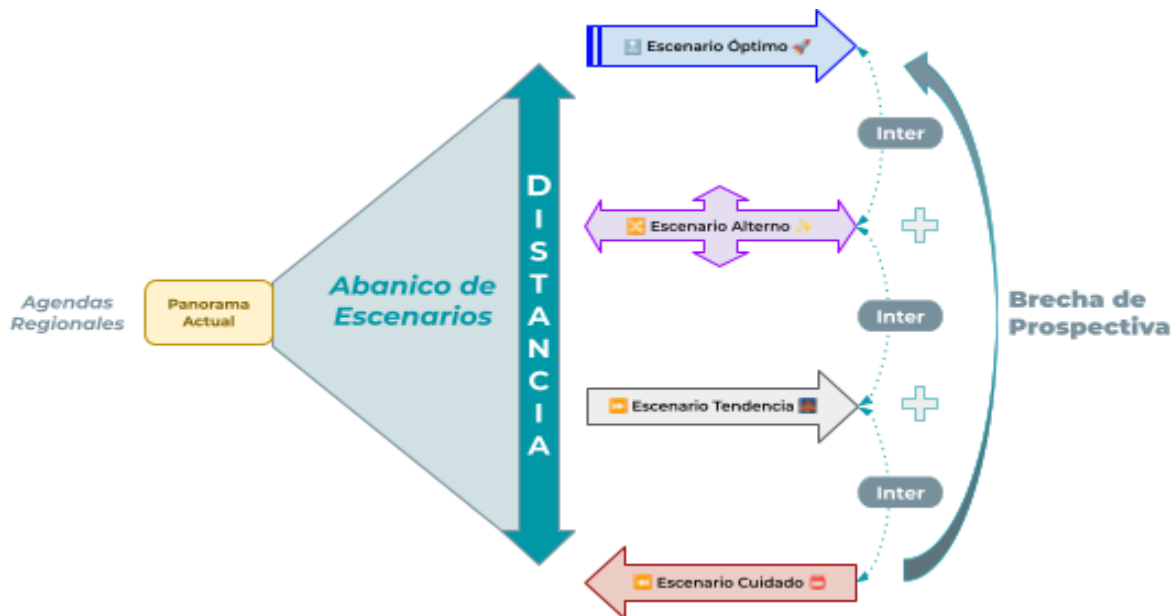 Agendas
Regionales
Panorama
Actual
Abanico de
Escenarios
DISTANCIA
Escenario Óptimo
Inter
Escenario Alterno
Inter
Escenario Tendencia
Inter
Escenario Cuidado
Brecha de
Prospectiva